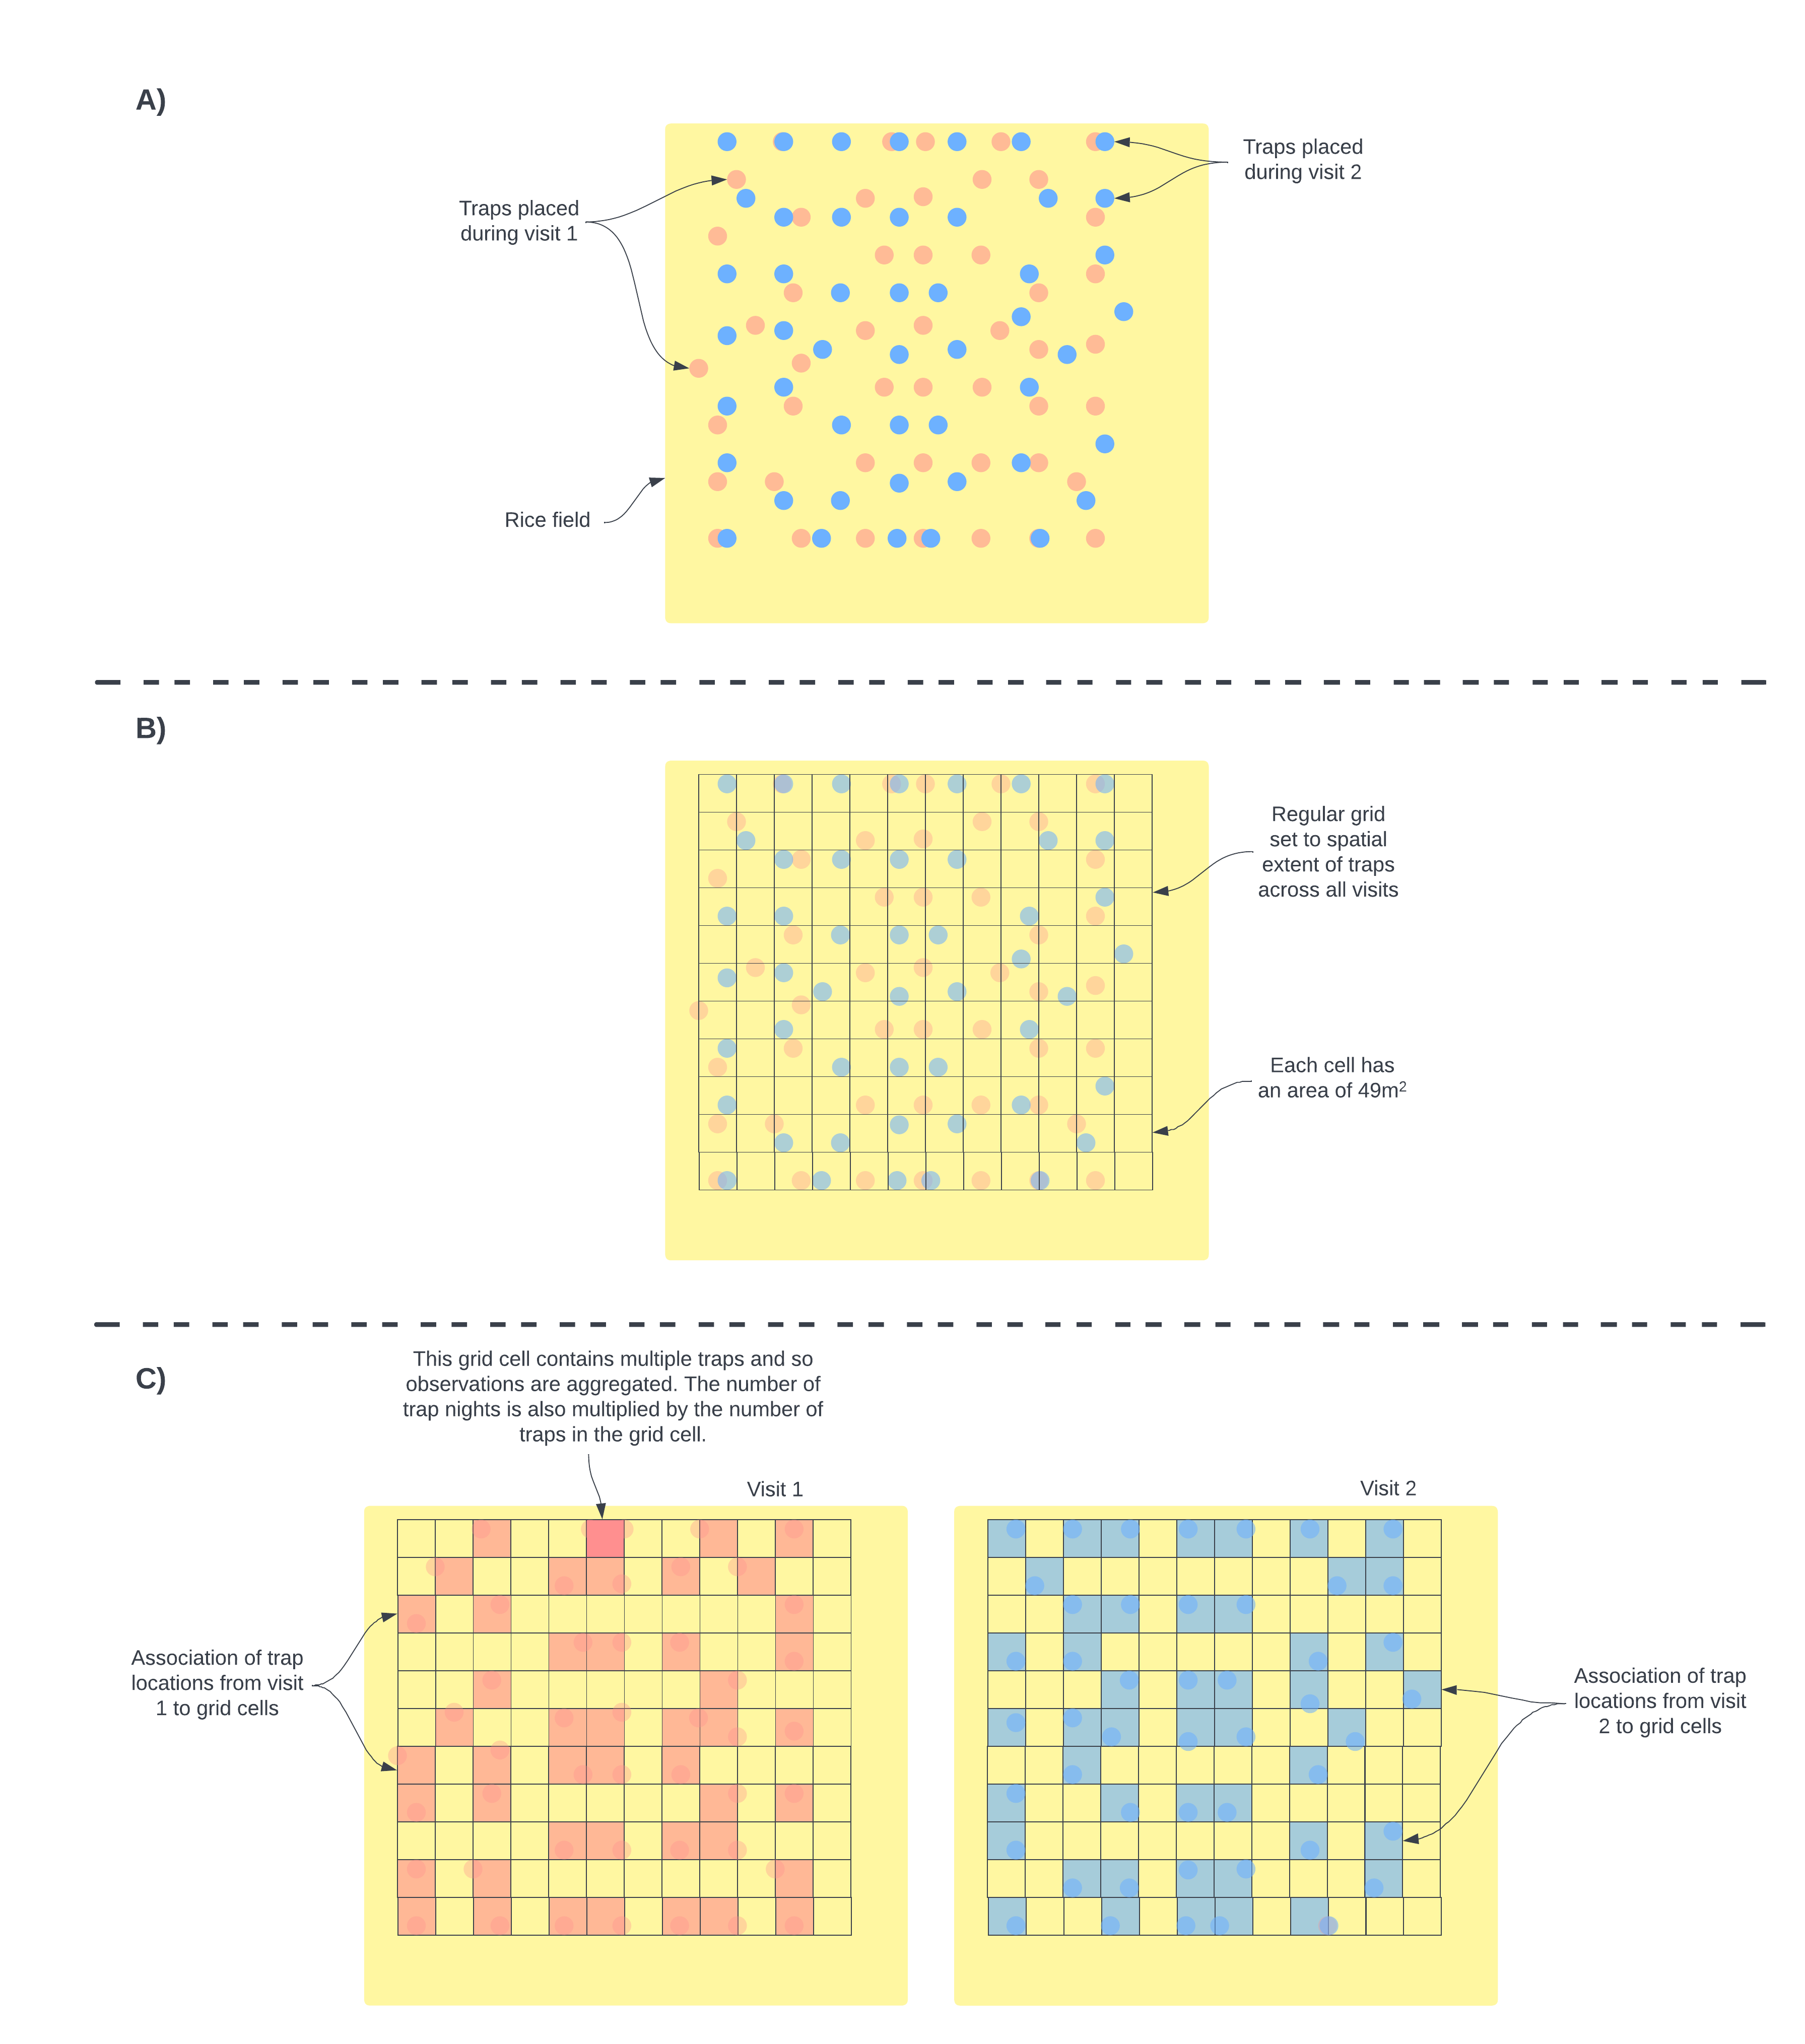 A)
Traps placed
during visit 2
Traps placed
during visit 1
Rice field
B)
Regular grid
set to spatial
extent of traps
across all visits
Each cell has
an area of 49m²
C)
This grid cell contains multiple traps and so
observations are aggregated. The number of
trap nights is also multiplied by the number of
traps in the grid cell.
Visit 1
Visit 2
Association of trap
locations from visit
1 to grid cells
Association of trap
locations from visit
2 to grid cells